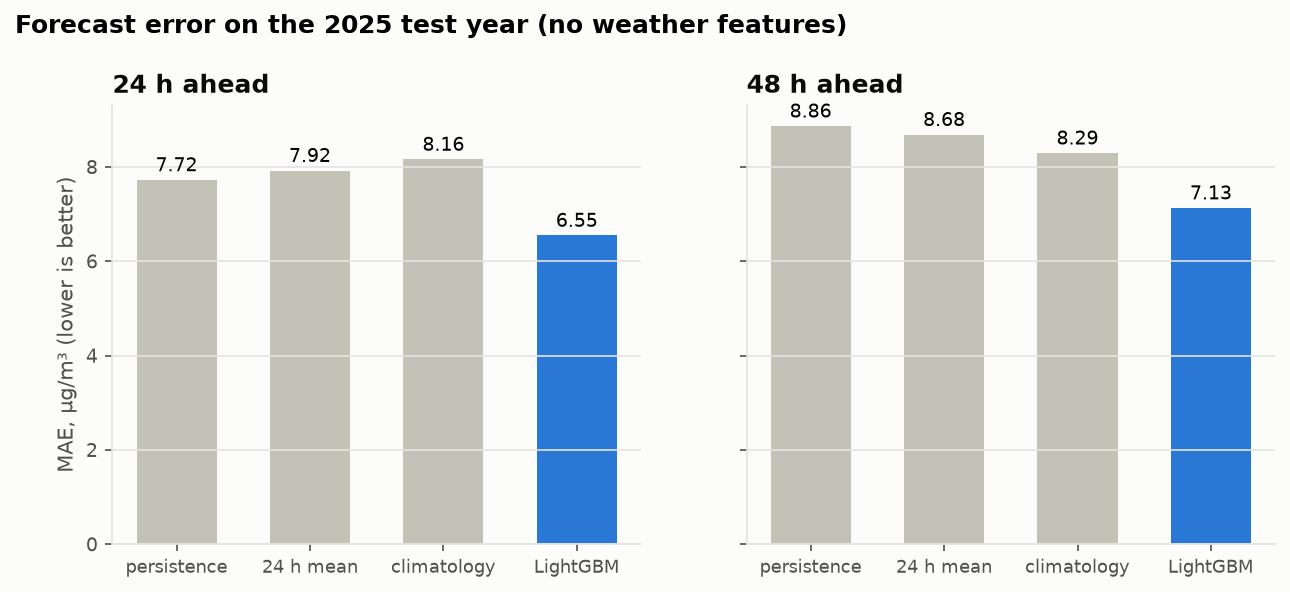 Forecast error on the 2025 test year (no weather features)
24 h ahead
MAE, µg/m³ (lower is better)
8
6
4
2
0
7.72
7.92
8.16
6.55
persistence
24 h mean
climatology
LightGBM
48 h ahead
8.86
8.68
8.29
7.13
persistence
24 h mean
climatology
LightGBM